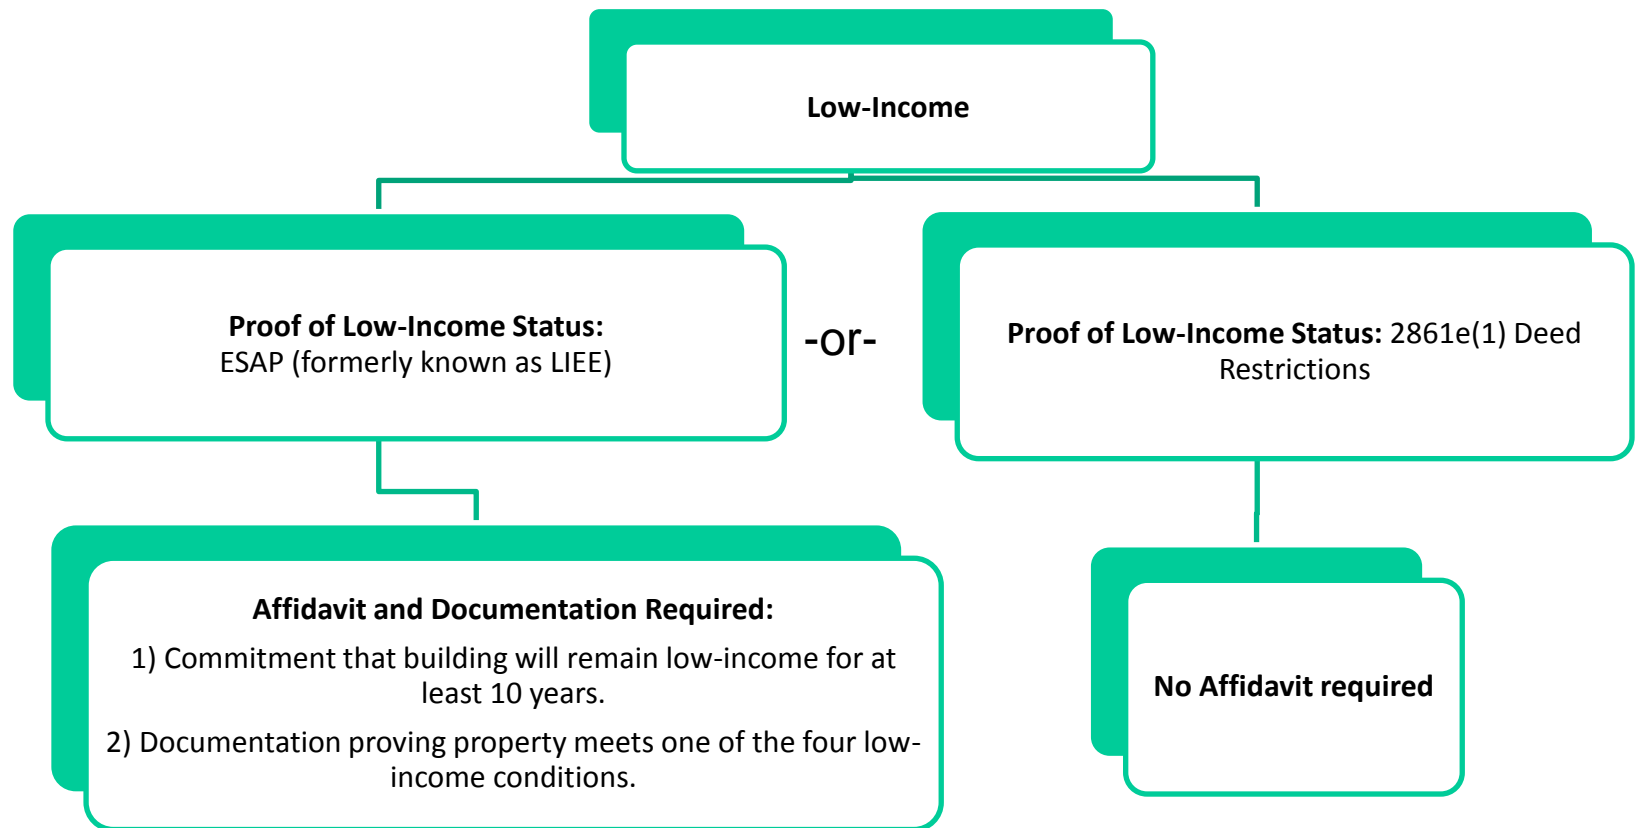 Low-Income
Proof of Low-Income Status:
ESAP (formerly known as LIEE)
-or-
Proof of Low-Income Status: 2861e(1) Deed
Restrictions
Affidavit and Documentation Required:
1) Commitment that building will remain low-income for at
least 10 years.
2) Documentation proving property meets one of the four low-
income conditions.
No Affidavit required